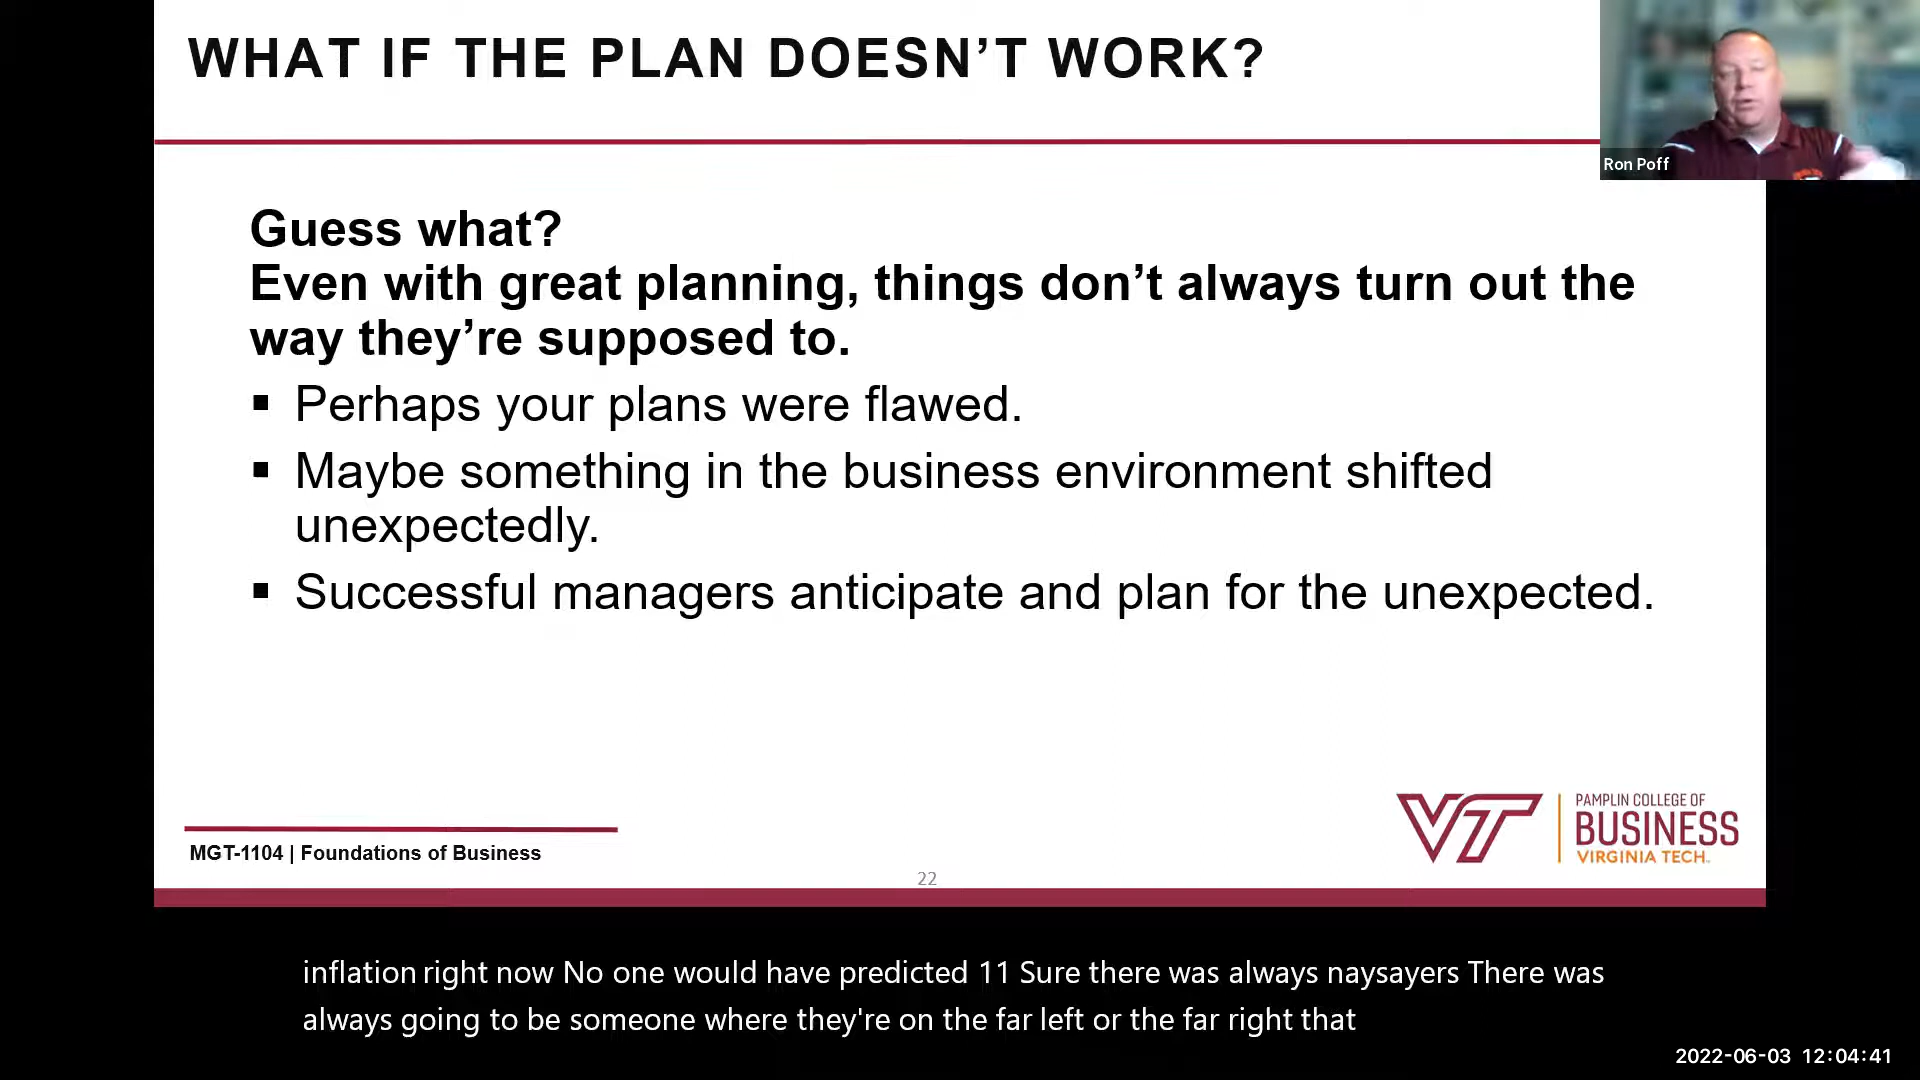 WHAT IF THE PLAN DOESN’T WORK?
Ron Poff
Guess what?
Even with great planning, things don’t always turn out the
way they’re supposed to.
▪ Perhaps your plans were flawed.
▪ Maybe something in the business environment shifted
unexpectedly.
▪ Successful managers anticipate and plan for the unexpected.
VT
PAMPLIN COLLEGE OF
BUSINESS
VIRGINIA TECH.
MGT-1104 | Foundations of Business
22
inflation right now No one would have predicted 11 Sure there was always naysayers There was
always going to be someone where they're on the far left or the far right that
2022-06-03 12:04:41